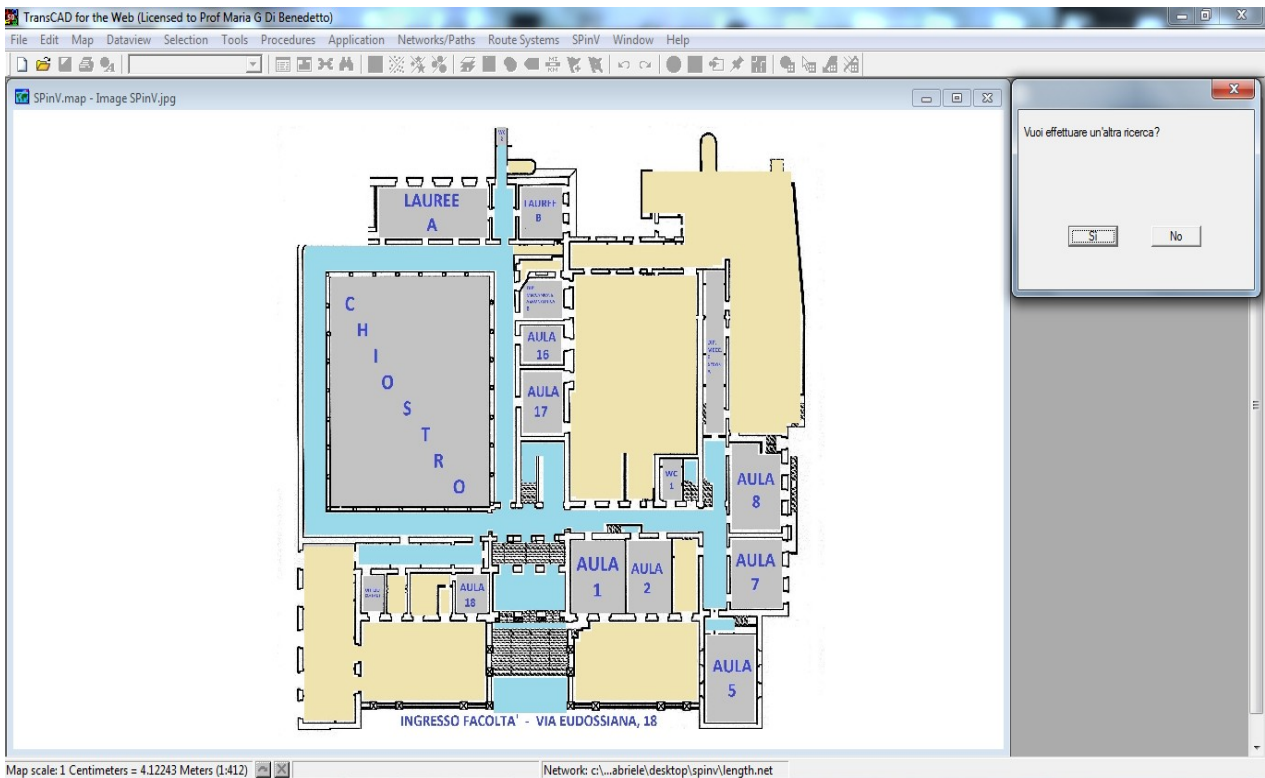 TransCAD for the Web (Licensed to Prof Maria G Di Benedetto)
File Edit Map Dataview Selection Tools Procedures Application Networks/Paths Route Systems SPinV Window Help
SPinV.map - Image SPinV.jpg
Vuoi effettuare un'altra ricerca?
Sì
No
LAUREE
A
LAUREE
B
CHIOSTRO
AULA
16
AULA
17
WC
1
AULA
8
AULA
1
AULA
2
AULA
7
AULA
18
AULA
5
INGRESSO FACOLTA' - VIA EUDOSSIANA, 18
Map scale: 1 Centimeters = 4.12243 Meters (1:412)
Network: c:\...abriele\desktop\spinv\length.net